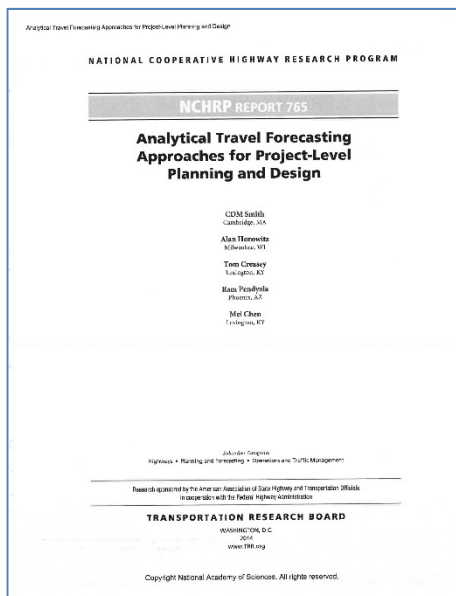 Analytical Travel Forecasting Approaches for Project-Level Planning and Design
NATIONAL COOPERATIVE HIGHWAY RESEARCH PROGRAM
NCHRP REPORT 765
Analytical Travel Forecasting
Approaches for Project-Level
Planning and Design
CDM Smith
Cambridge, MA
Alan Horowitz
Milwaukee, WI
Tom Creasey
Lexington, KY
Ram Pendyala
Phoenix, AZ
Mei Chen
Lexington, KY
Subscriber Categories
Highways • Planning and Forecasting • Operations and Traffic Management
Research sponsored by the American Association of State Highway and Transportation Officials
in cooperation with the Federal Highway Administration
TRANSPORTATION RESEARCH BOARD
WASHINGTON, D.C.
2014
www.TRB.org
Copyright National Academy of Sciences. All rights reserved.